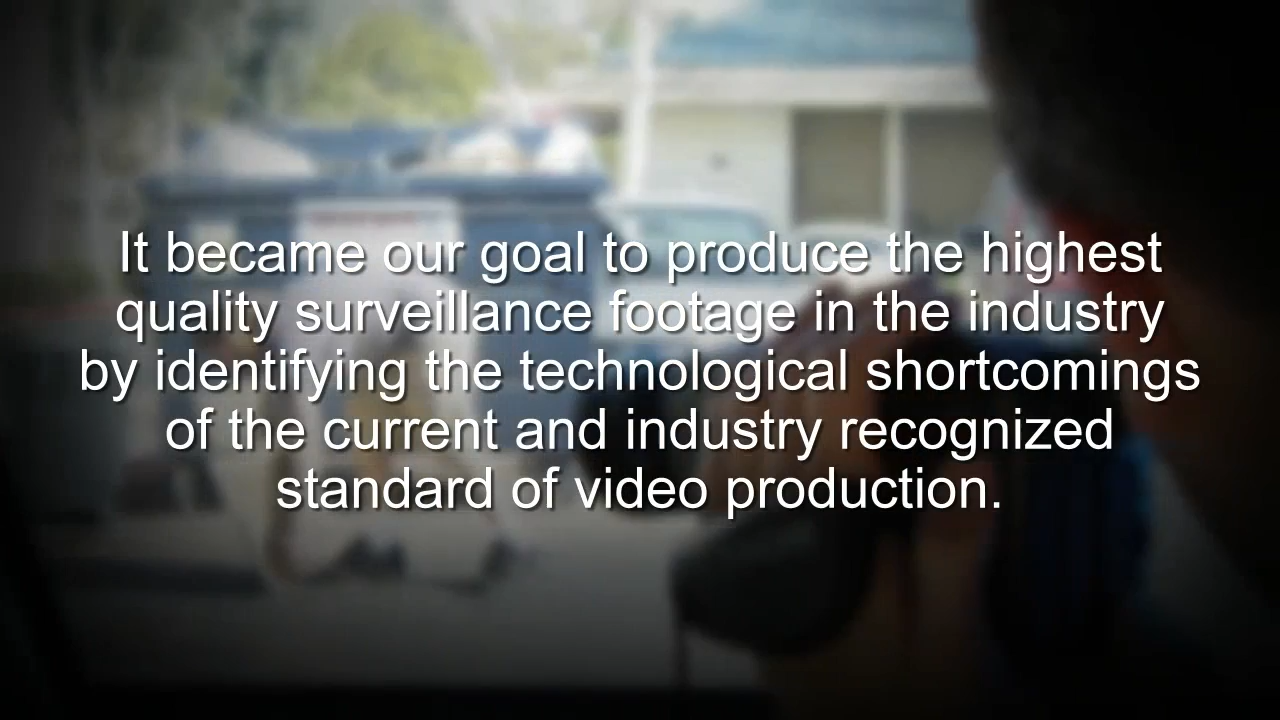 It became our goal to produce the highest
quality surveillance footage in the industry
by identifying the technological shortcomings
of the current and industry recognized
standard of video production.